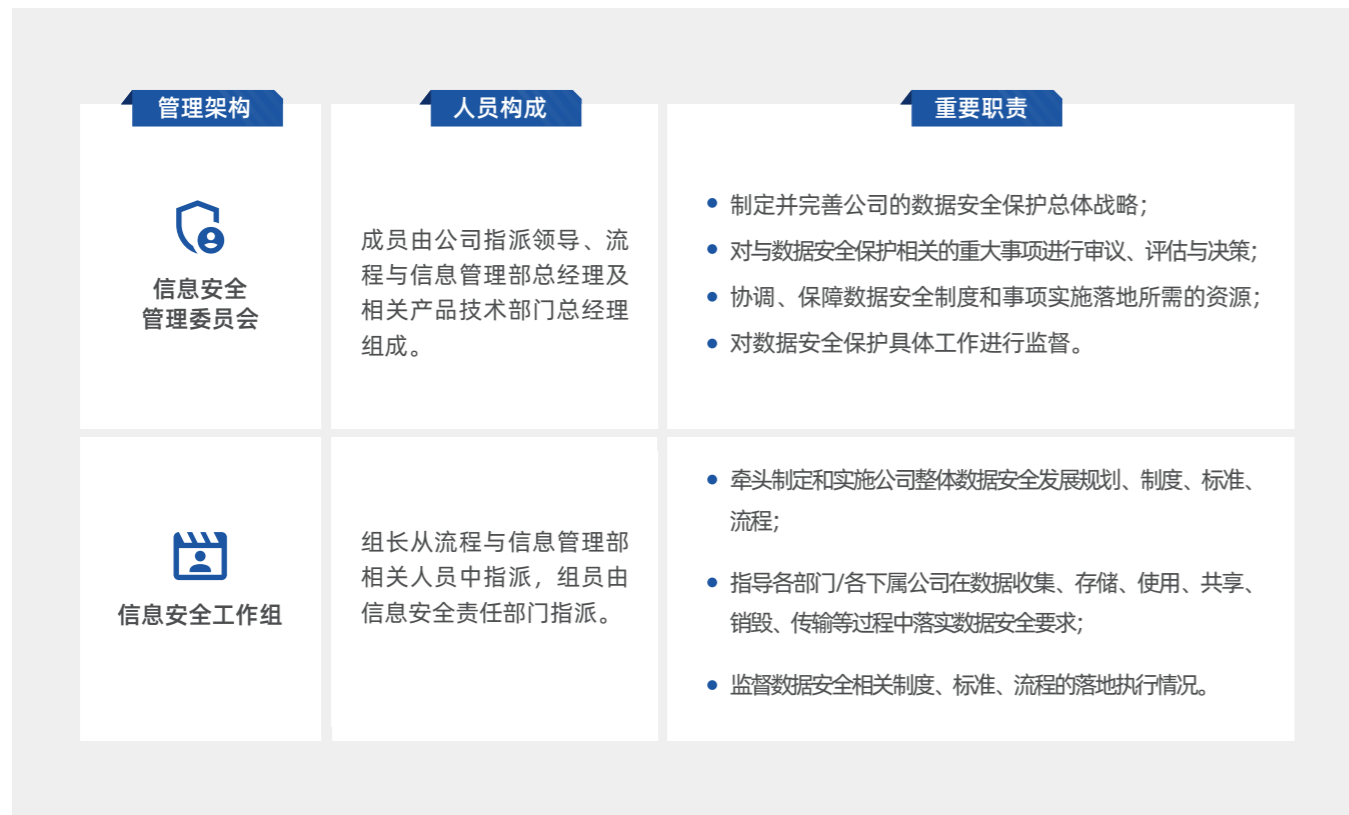 管理架构
人员构成
重要职责
信息安全
管理委员会
成员由公司指派领导、流
程与信息管理部总经理及
相关产品技术部门总经理
组成。
制定并完善公司的数据安全保护总体战略；
对与数据安全保护相关的重大事项进行审议、评估与决策；
协调、保障数据安全制度和事项实施落地所需的资源；
对数据安全保护具体工作进行监督。
信息安全工作组
组长从流程与信息管理部
相关人员中指派，组员由
信息安全责任部门指派。
牵头制定和实施公司整体数据安全发展规划、制度、标准、
流程；
指导各部门/各下属公司在数据收集、存储、使用、共享、
销毁、传输等过程中落实数据安全要求；
监督数据安全相关制度、标准、流程的落地执行情况。